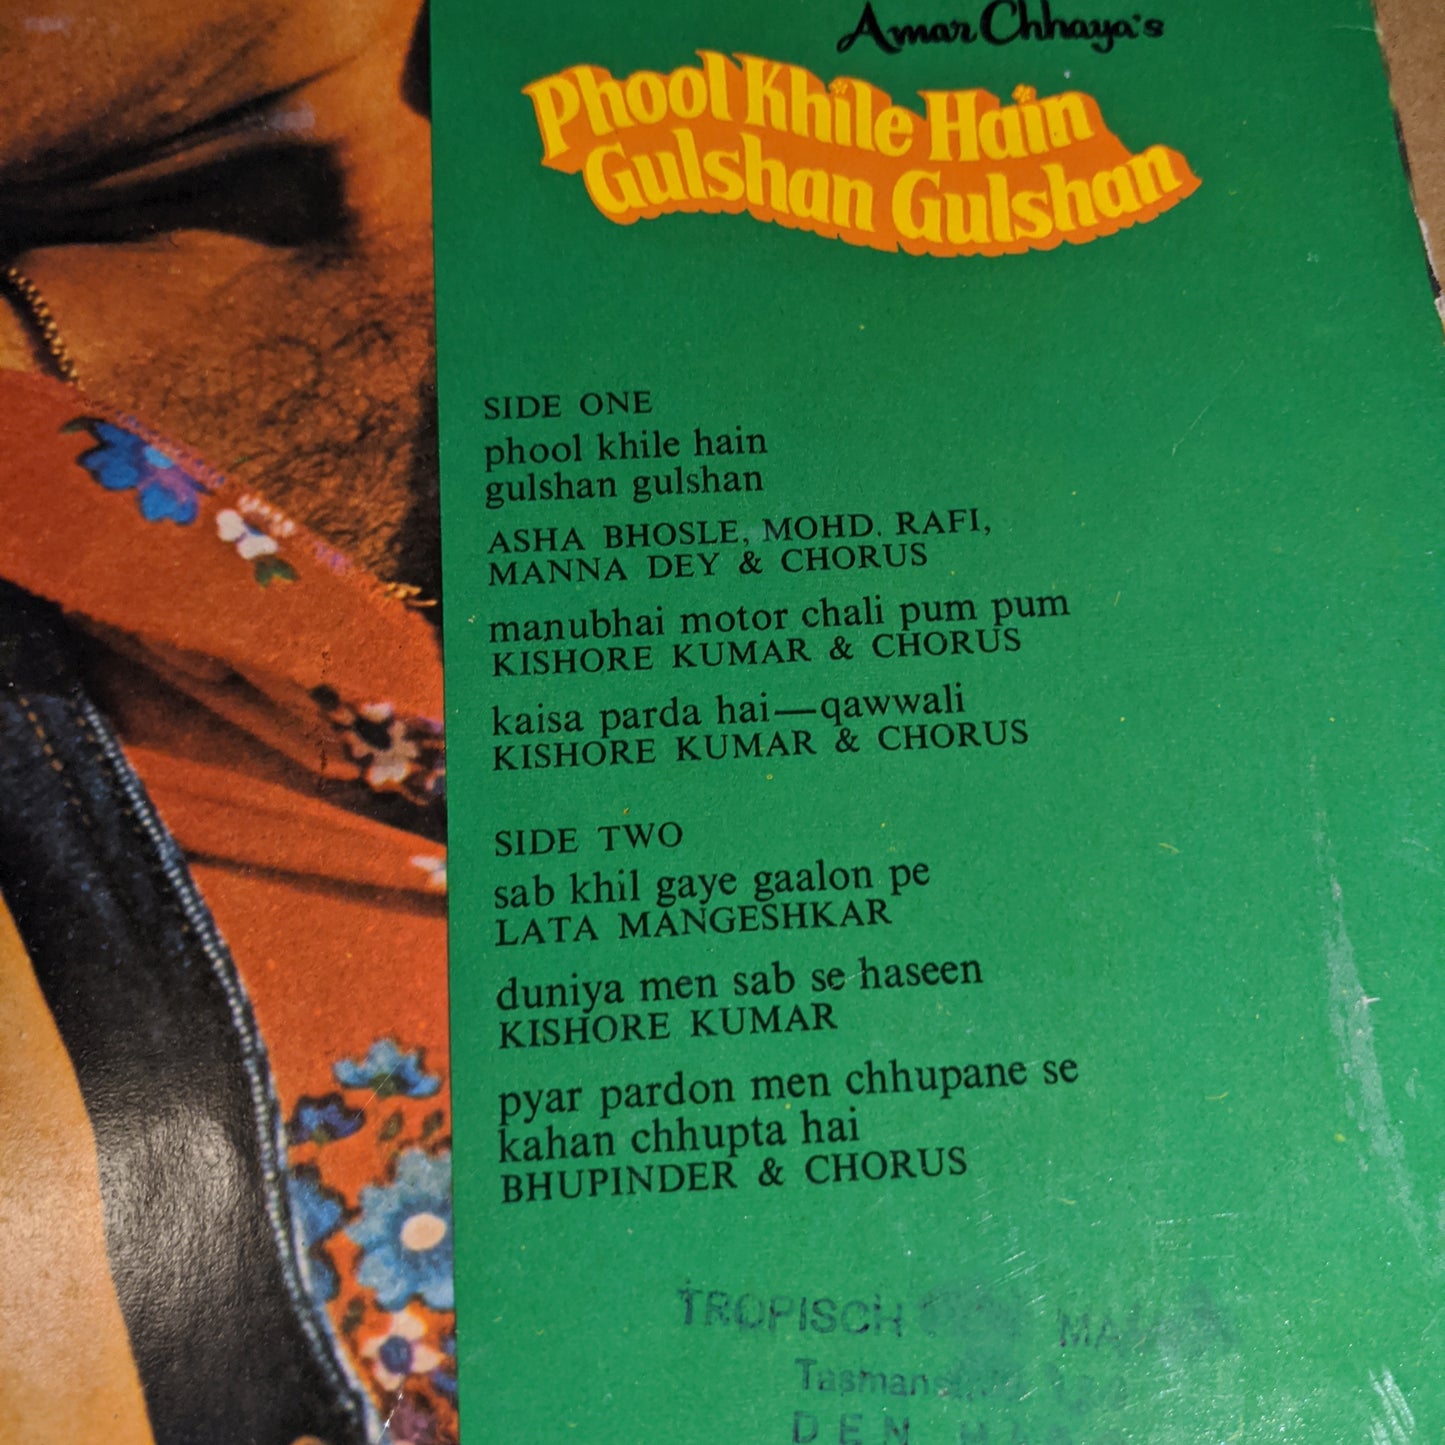 Amar Chhaya's
Phool Khile Hain
Gulshan Gulshan
SIDE ONE
phool khile hain
gulshan gulshan
ASHA BHOSLE, MOHD. RAFI,
MANNA DEY & CHORUS
manubhai motor chali pum pum
KISHORE KUMAR & CHORUS
kaisa parda hai—qawwali
KISHORE KUMAR & CHORUS
SIDE TWO
sab khil gaye gaalon pe
LATA MANGESHKAR
duniya men sab se haseen
KISHORE KUMAR
pyar pardon men chhupane se
kahan chhupta hai
BHUPINDER & CHORUS
TROPISCH
DEN